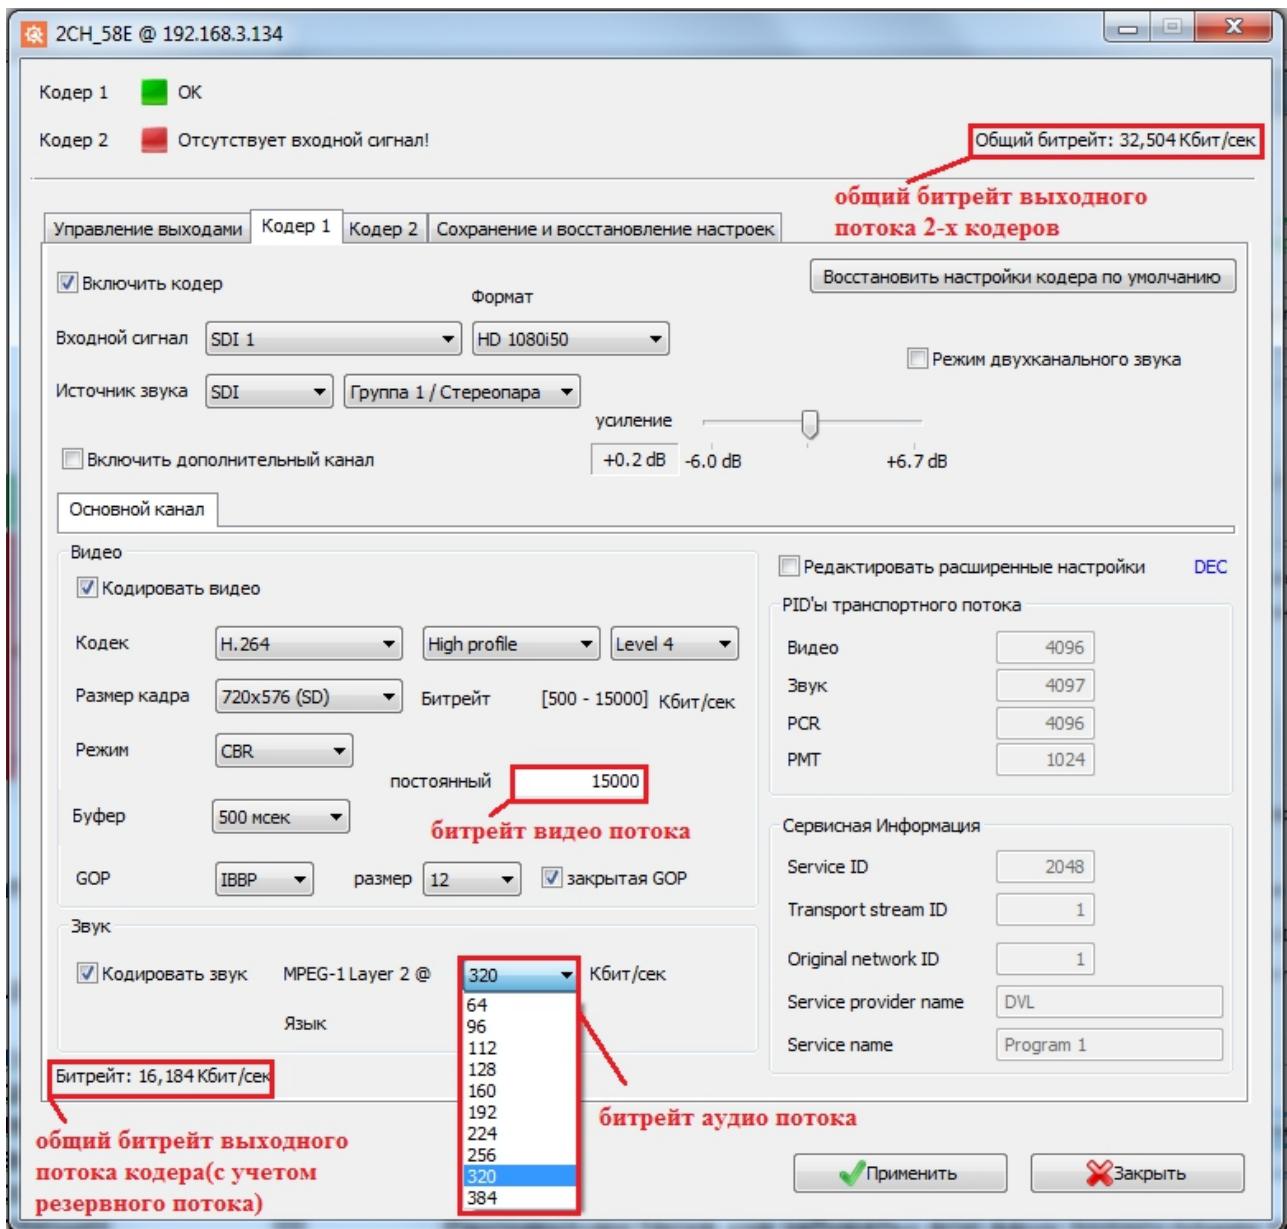 2CH_58E @ 192.168.3.134
Кодер 1 OK
Кодер 2 Отсутствует входной сигнал!
Общий битрейт: 32,504 Кбит/сек
общий битрейт выходного
потока 2-х кодеров
Управление выходами Кодер 1 Кодер 2 Сохранение и восстановление настроек
Включить кодер
Восстановить настройки кодера по умолчанию
Формат
Входной сигнал SDI 1 HD 1080i50
Режим двухканального звука
Источник звука SDI Группа 1 / Стереопара
усиление
Включить дополнительный канал
+0.2 dB -6.0 dB +6.7 dB
Основной канал
Видео
Кодировать видео
Кодек H.264 High profile Level 4
Размер кадра 720x576 (SD) Битрейт [500 - 15000] Кбит/сек
Режим CBR
постоянный 15000
Буфер 500 мсек
битрейт видео потока
GOP IBBP размер 12 закрытая GOP
Редактировать расширенные настройки DEC
PID'ы транспортного потока
Видео 4096
Звук 4097
PCR 4096
PMT 1024
Сервисная Информация
Service ID 2048
Transport stream ID 1
Original network ID 1
Service provider name DVL
Service name Program 1
Звук
Кодировать звук MPEG-1 Layer 2 @ 320 Кбит/сек
Язык
64
96
112
128
160
192
224
256
320
384
Битрейт: 16,184 Кбит/сек
битрейт аудио потока
общий битрейт выходного
потока кодера(с учетом
резервного потока)
Применить Закрыть